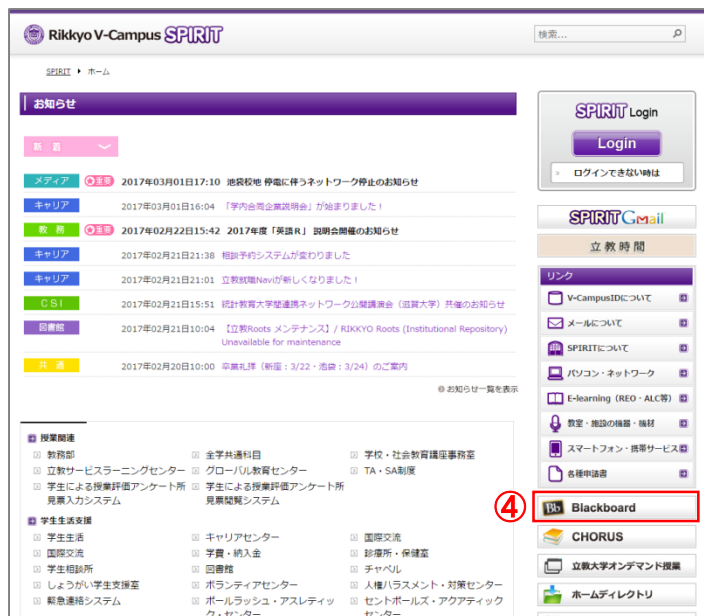 Rikkyo V-Campus SPIRIT
検索...
SPIRIT ▸ ホーム
お知らせ
新 着
メディア 重要 2017年03月01日17:10 池袋校地 停電に伴うネットワーク停止のお知らせ
キャリア 2017年03月01日16:04 「学内合同企業説明会」が始まりました！
教 務 重要 2017年02月22日15:42 2017年度「英語Ｒ」 説明会開催のお知らせ
キャリア 2017年02月21日21:38 相談予約システムが変わりました
キャリア 2017年02月21日21:01 立教就職Naviが新しくなりました！
CSI 2017年02月21日15:51 統計教育大学間連携ネットワーク公開講演会（滋賀大学）共催のお知らせ
図書館 2017年02月21日10:04 【立教Roots メンテナンス】/ RIKKYO Roots (Institutional Repository)
Unavailable for maintenance
共 通 2017年02月20日10:00 卒業礼拝（新座：3/22・池袋：3/24）のご案内
お知らせ一覧を表示
授業関連
教務部 全学共通科目 学校・社会教育講座事務室
立教サービスラーニングセンター グローバル教育センター TA・SA制度
学生による授業評価アンケート所 学生による授業評価アンケート所
見票入力システム 見票閲覧システム
学生生活支援
学生生活 キャリアセンター 国際交流
国際交流 学費・納入金 診療所・保健室
学生相談所 図書館 チャペル
しょうがい学生支援室 ボランティアセンター 人権ハラスメント・対策センター
緊急連絡システム ポールラッシュ・アスレティッ セントポールズ・アクアティック
ク・センター センター
SPIRIT Login
Login
ログインできない時は
SPIRIT Gmail
立教時間
リンク
V-CampusIDについて
メールについて
SPIRITについて
パソコン・ネットワーク
E-learning（REO・ALC等）
教室・施設の機器・機材
スマートフォン・携帯サービス
各種申請書
④
Bb Blackboard
CHORUS
立教大学オンデマンド授業
ホームディレクトリ